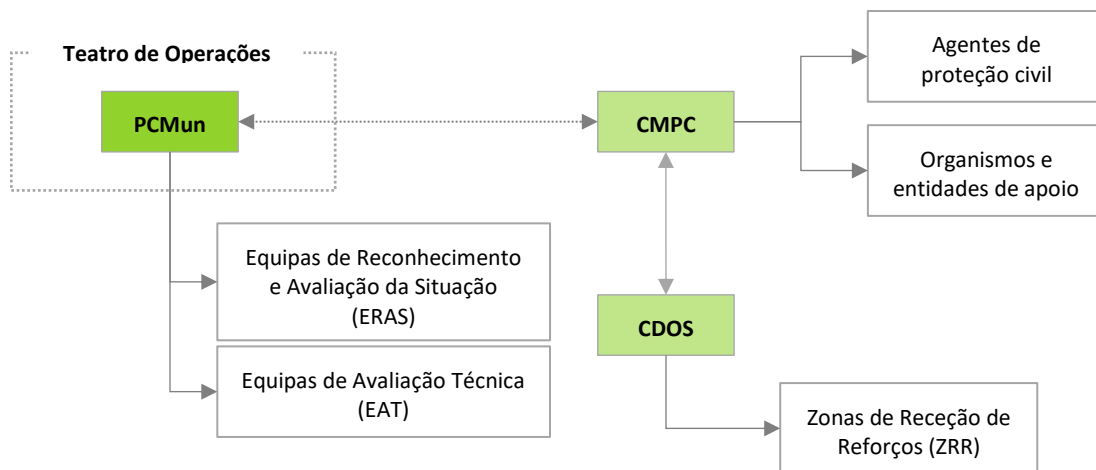 Teatro de Operações
PCMun
CMPC
Agentes de
proteção civil
Organismos e
entidades de apoio
Equipas de Reconhecimento
e Avaliação da Situação
(ERAS)
CDOS
Equipas de Avaliação Técnica
(EAT)
Zonas de Receção de
Reforços (ZRR)